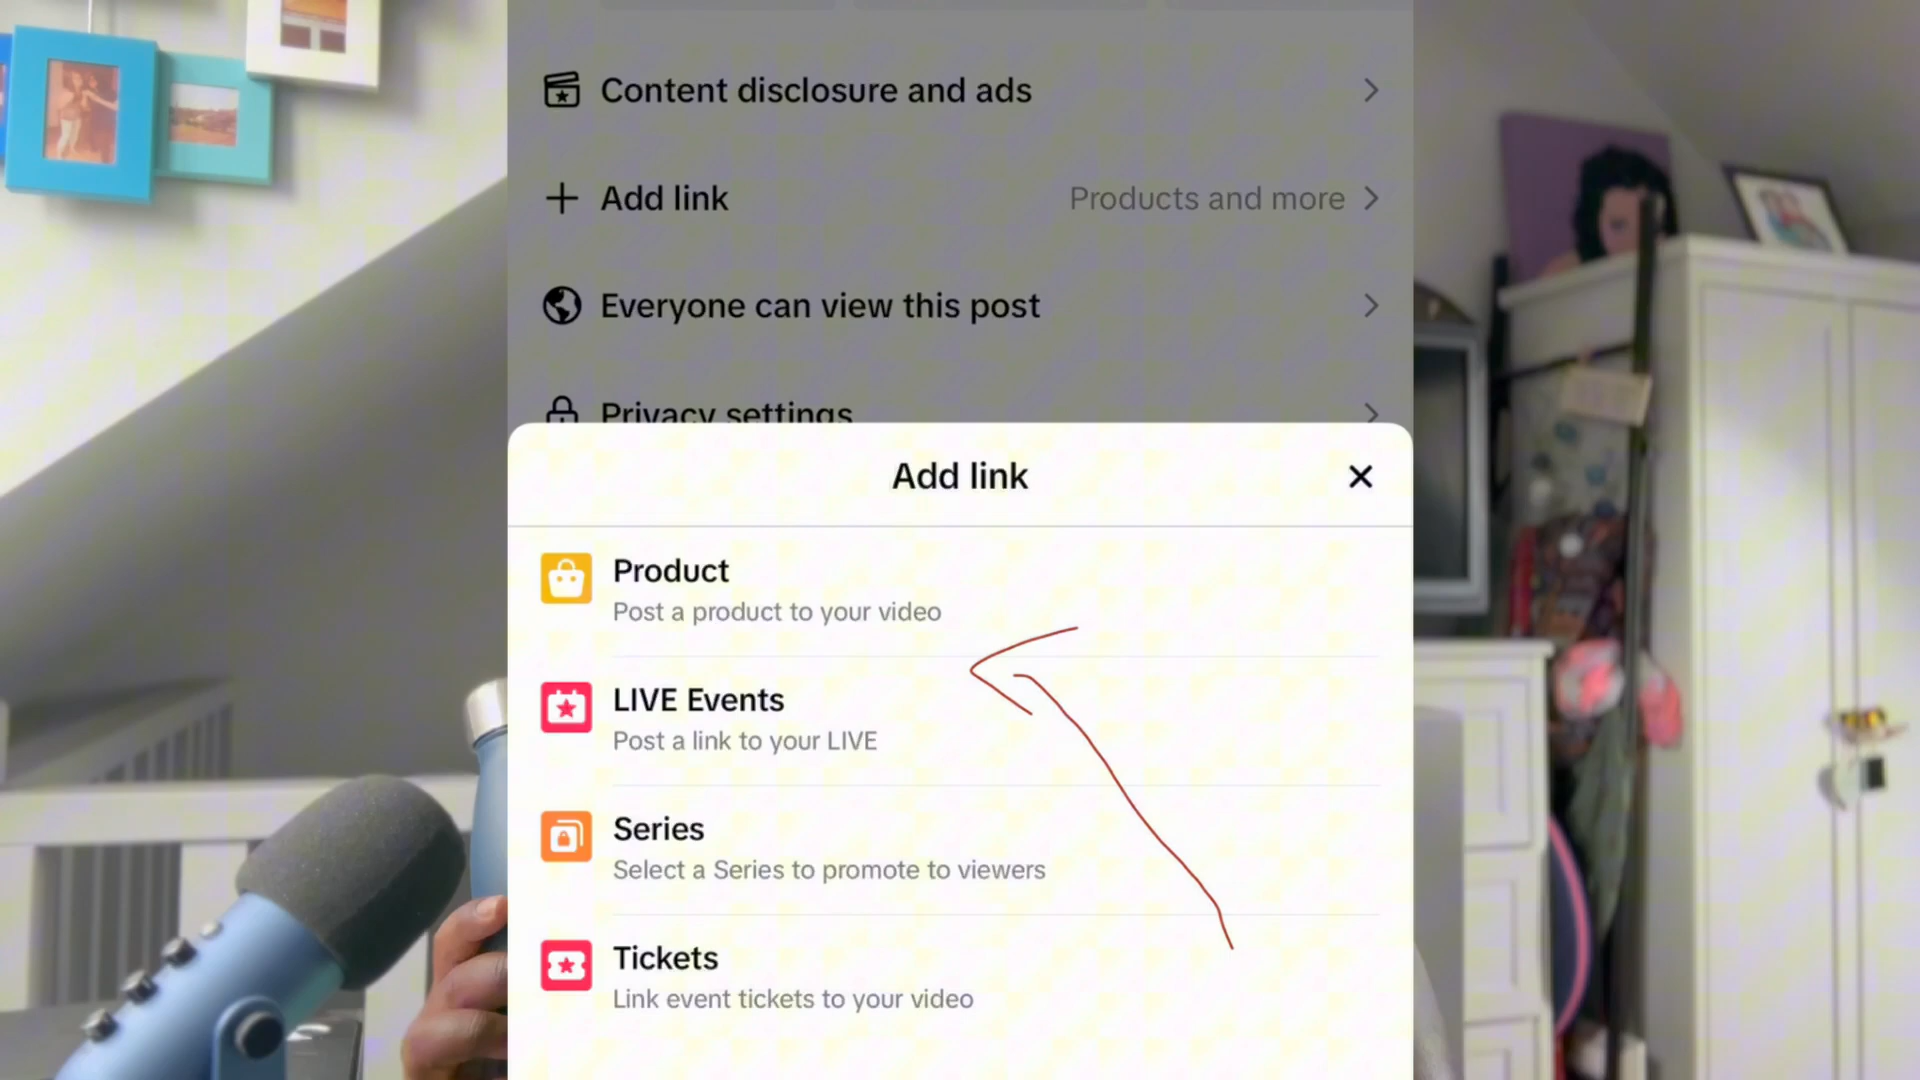 Content disclosure and ads
Add link Products and more
Everyone can view this post
Privacy settings
Add link
Product
Post a product to your video
LIVE Events
Post a link to your LIVE
Series
Select a Series to promote to viewers
Tickets
Link event tickets to your video